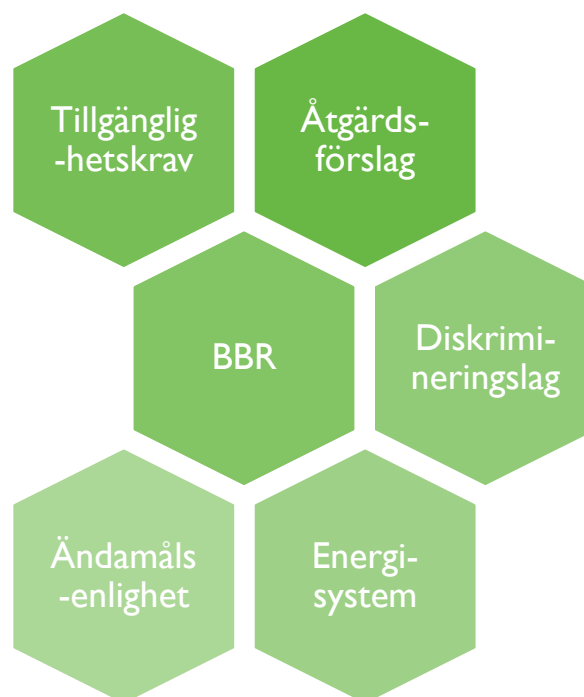 Tillgänglig
-hetskrav
Åtgärds-
förslag
BBR
Diskrimi-
neringslag
Ändamåls
-enlighet
Energi-
system